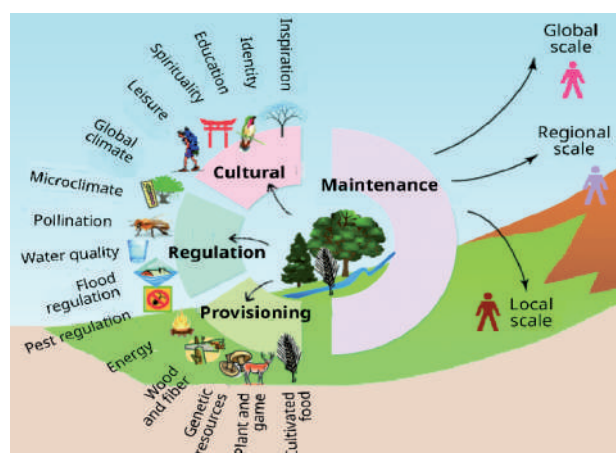 Inspiration
Identity
Education
Spirituality
Leisure
Global
climate
Microclimate
Pollination
Water quality
Flood
regulation
Pest regulation
Energy
Wood
and fiber
Genetic
resources
Plant and
game
Cultivated
food
Cultural
Regulation
Provisioning
Maintenance
Global
scale
Regional
scale
Local
scale